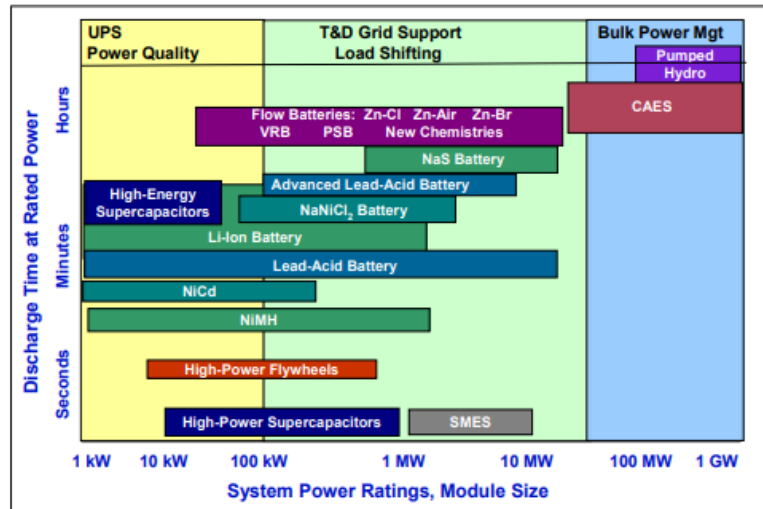 UPS
Power Quality
T&D Grid Support
Load Shifting
Bulk Power Mgt
Pumped
Hydro
CAES
Flow Batteries: Zn-Cl Zn-Air Zn-Br
VRB PSB New Chemistries
NaS Battery
Advanced Lead-Acid Battery
High-Energy
Supercapacitors
NaNiCl₂ Battery
Li-Ion Battery
Lead-Acid Battery
NiCd
NiMH
High-Power Flywheels
High-Power Supercapacitors
SMES
Discharge Time at Rated Power
Hours
Minutes
Seconds
1 kW 10 kW 100 kW 1 MW 10 MW 100 MW 1 GW
System Power Ratings, Module Size